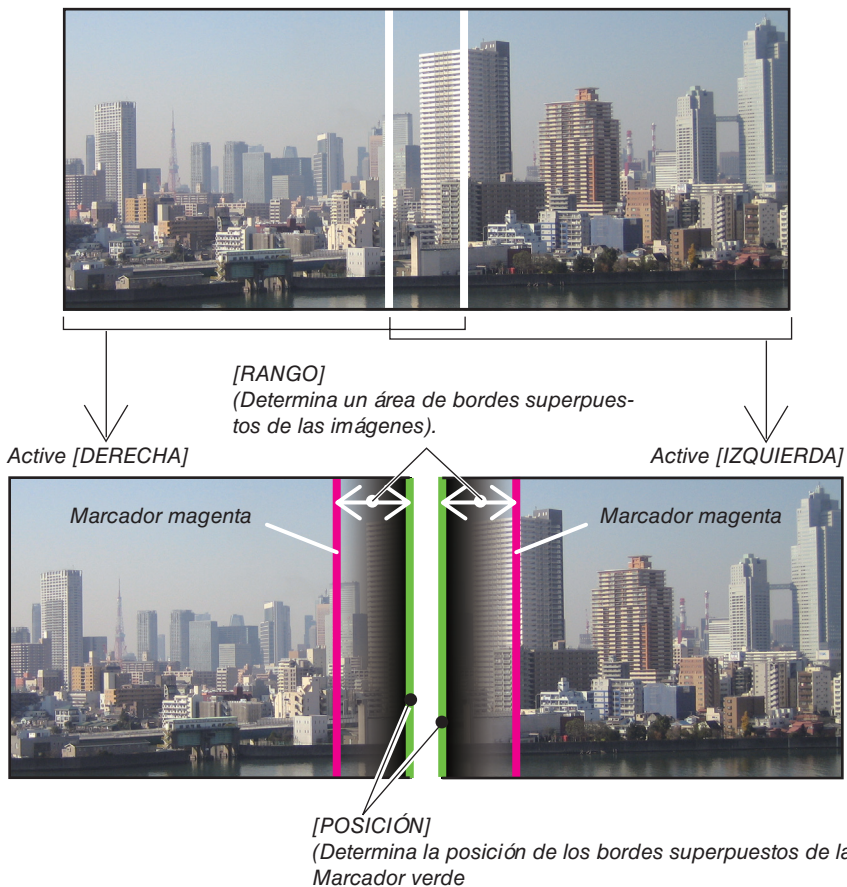 [RANGO]
(Determina un área de bordes superpues-
tos de las imágenes).
Active [DERECHA]
Active [IZQUIERDA]
Marcador magenta
Marcador magenta
[POSICIÓN]
(Determina la posición de los bordes superpuestos de la
Marcador verde